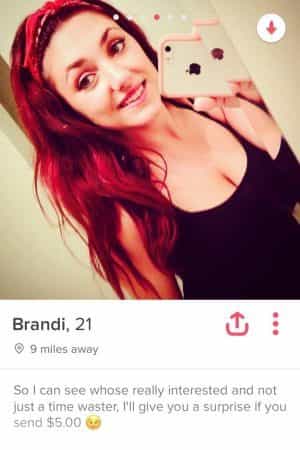 Brandi, 21
9 miles away
So I can see whose really interested and not
just a time waster, I'll give you a surprise if you
send $5.00 😉